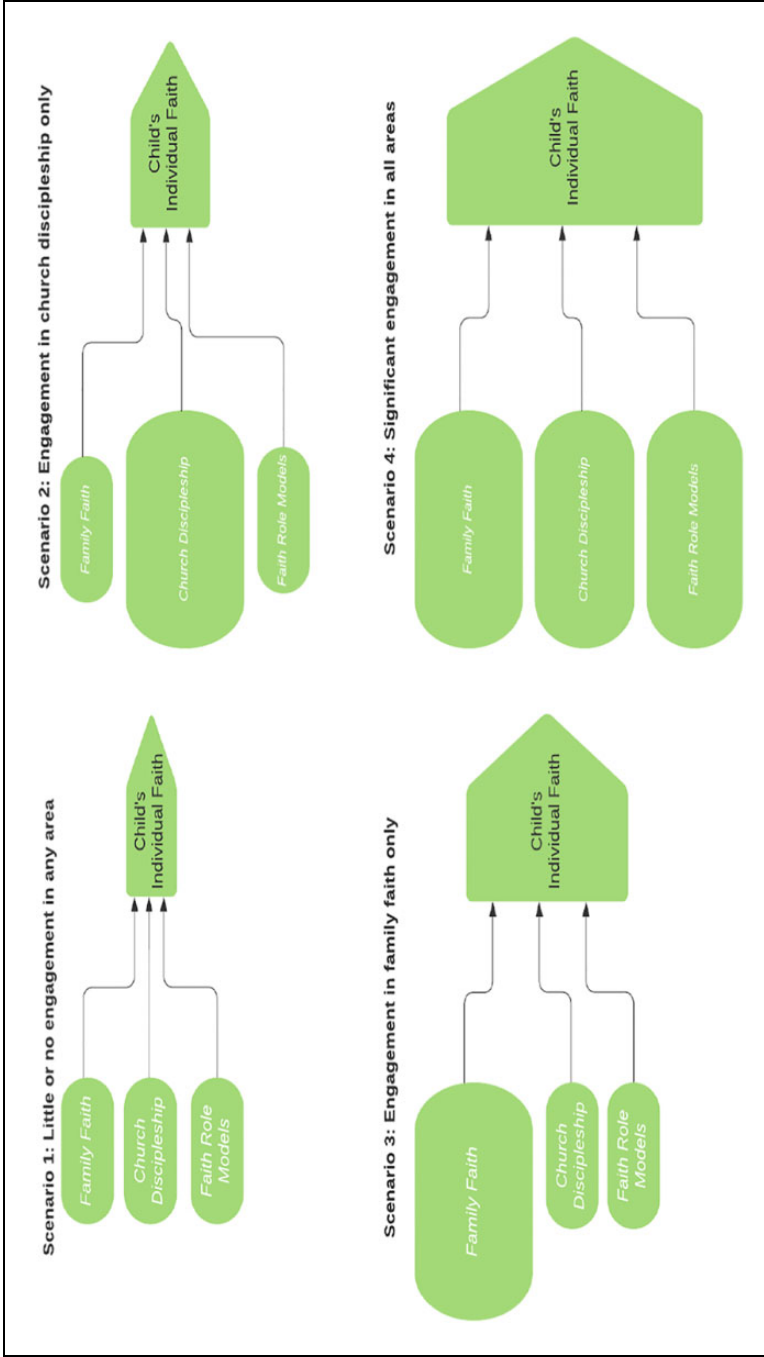 Scenario 1: Little or no engagement in any area
Family Faith
Church
Discipleship
Faith Role
Models
Child's
Individual Faith
Scenario 2: Engagement in church discipleship only
Family Faith
Church Discipleship
Faith Role Models
Child's
Individual Faith
Scenario 3: Engagement in family faith only
Family Faith
Church
Discipleship
Faith Role
Models
Child's
Individual Faith
Scenario 4: Significant engagement in all areas
Family Faith
Church Discipleship
Faith Role Models
Child's
Individual Faith